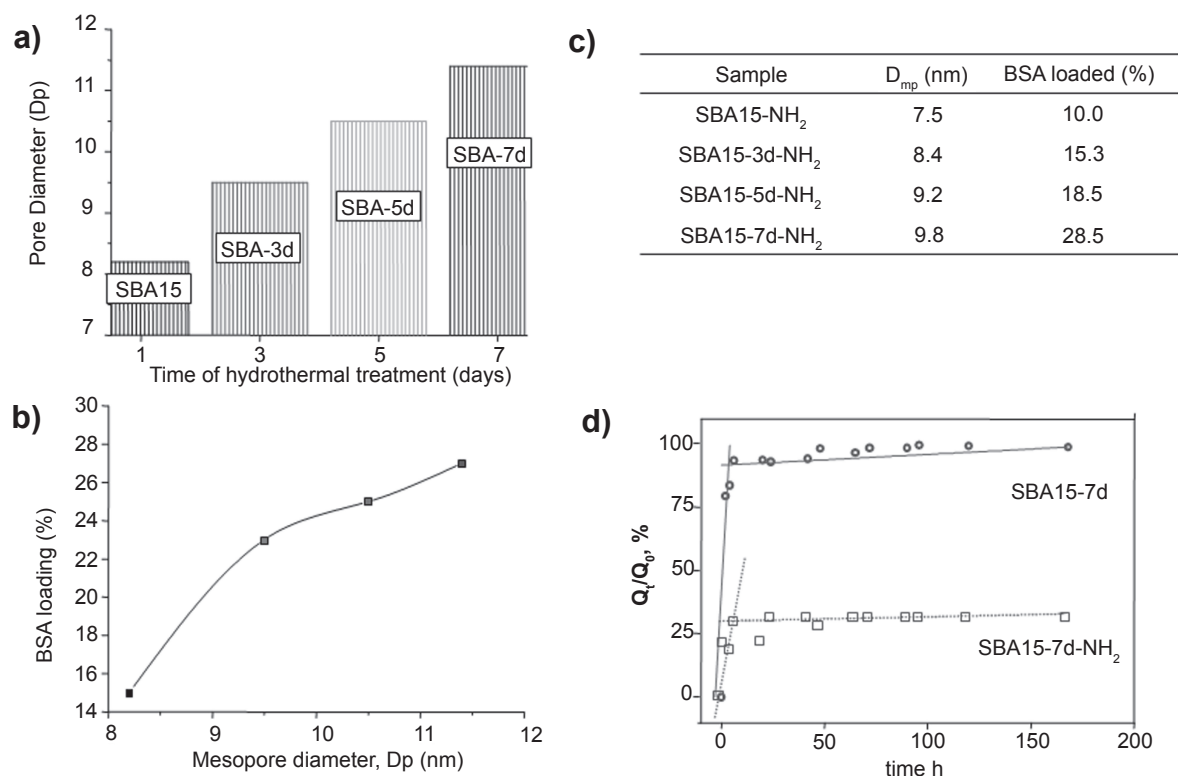 a)
12
11
10
9
8
7
Pore Diameter (Dp)
SBA15
SBA-3d
SBA-5d
SBA-7d
1 3 5 7
Time of hydrothermal treatment (days)
c)
Sample D_mp (nm) BSA loaded (%)
SBA15-NH₂ 7.5 10.0
SBA15-3d-NH₂ 8.4 15.3
SBA15-5d-NH₂ 9.2 18.5
SBA15-7d-NH₂ 9.8 28.5
b)
30
28
26
24
22
20
18
16
14
BSA loading (%)
8 9 10 11 12
Mesopore diameter, Dp (nm)
d)
100
75
50
25
0
Q_t/Q_0, %
SBA15-7d
SBA15-7d-NH₂
0 50 100 150 200
time h